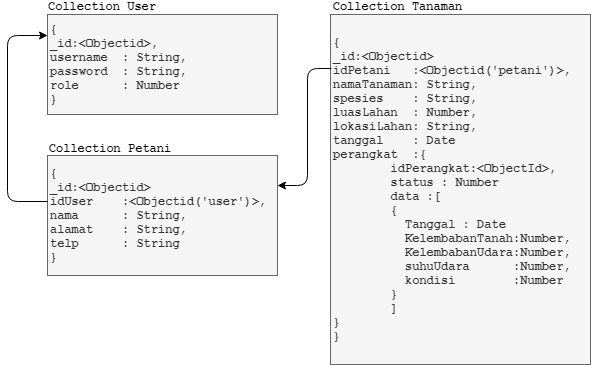 Collection User
{
_id:<Objectid>,
username : String,
password : String,
role : Number
}
Collection Petani
{
_id:<Objectid>
idUser :<Objectid('user')>,
nama : String,
alamat : String,
telp : String
}
Collection Tanaman
{
_id:<Objectid>
idPetani :<Objectid('petani')>,
namaTanaman: String,
spesies : String,
luasLahan : Number,
lokasiLahan: String,
tanggal : Date
perangkat :{
idPerangkat:<ObjectId>,
status : Number
data :[
{
Tanggal : Date
KelembabanTanah:Number,
KelembabanUdara:Number,
suhuUdara :Number,
kondisi :Number
}
]
}
}